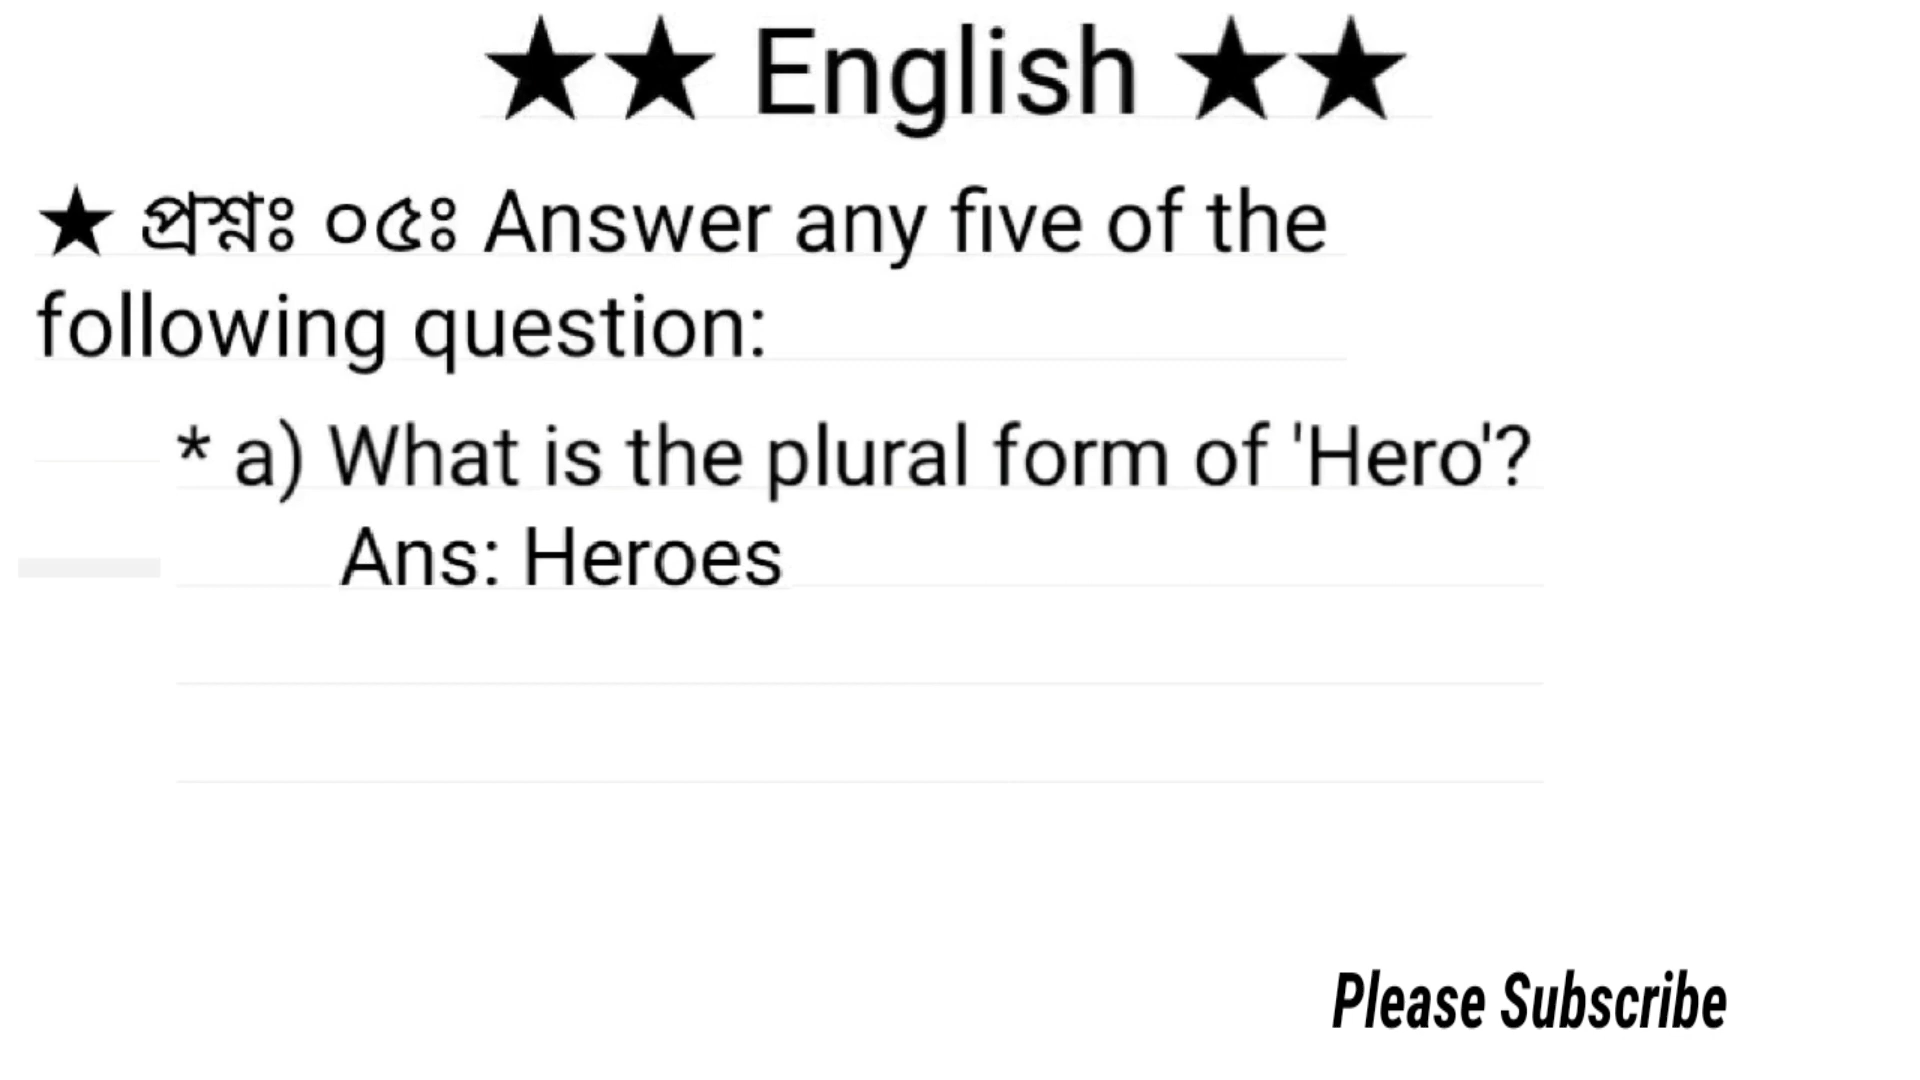 ★★ English ★★
★ প্রশ্নঃ ০৫ঃ Answer any five of the
following question:
* a) What is the plural form of 'Hero'?
Ans: Heroes
Please Subscribe